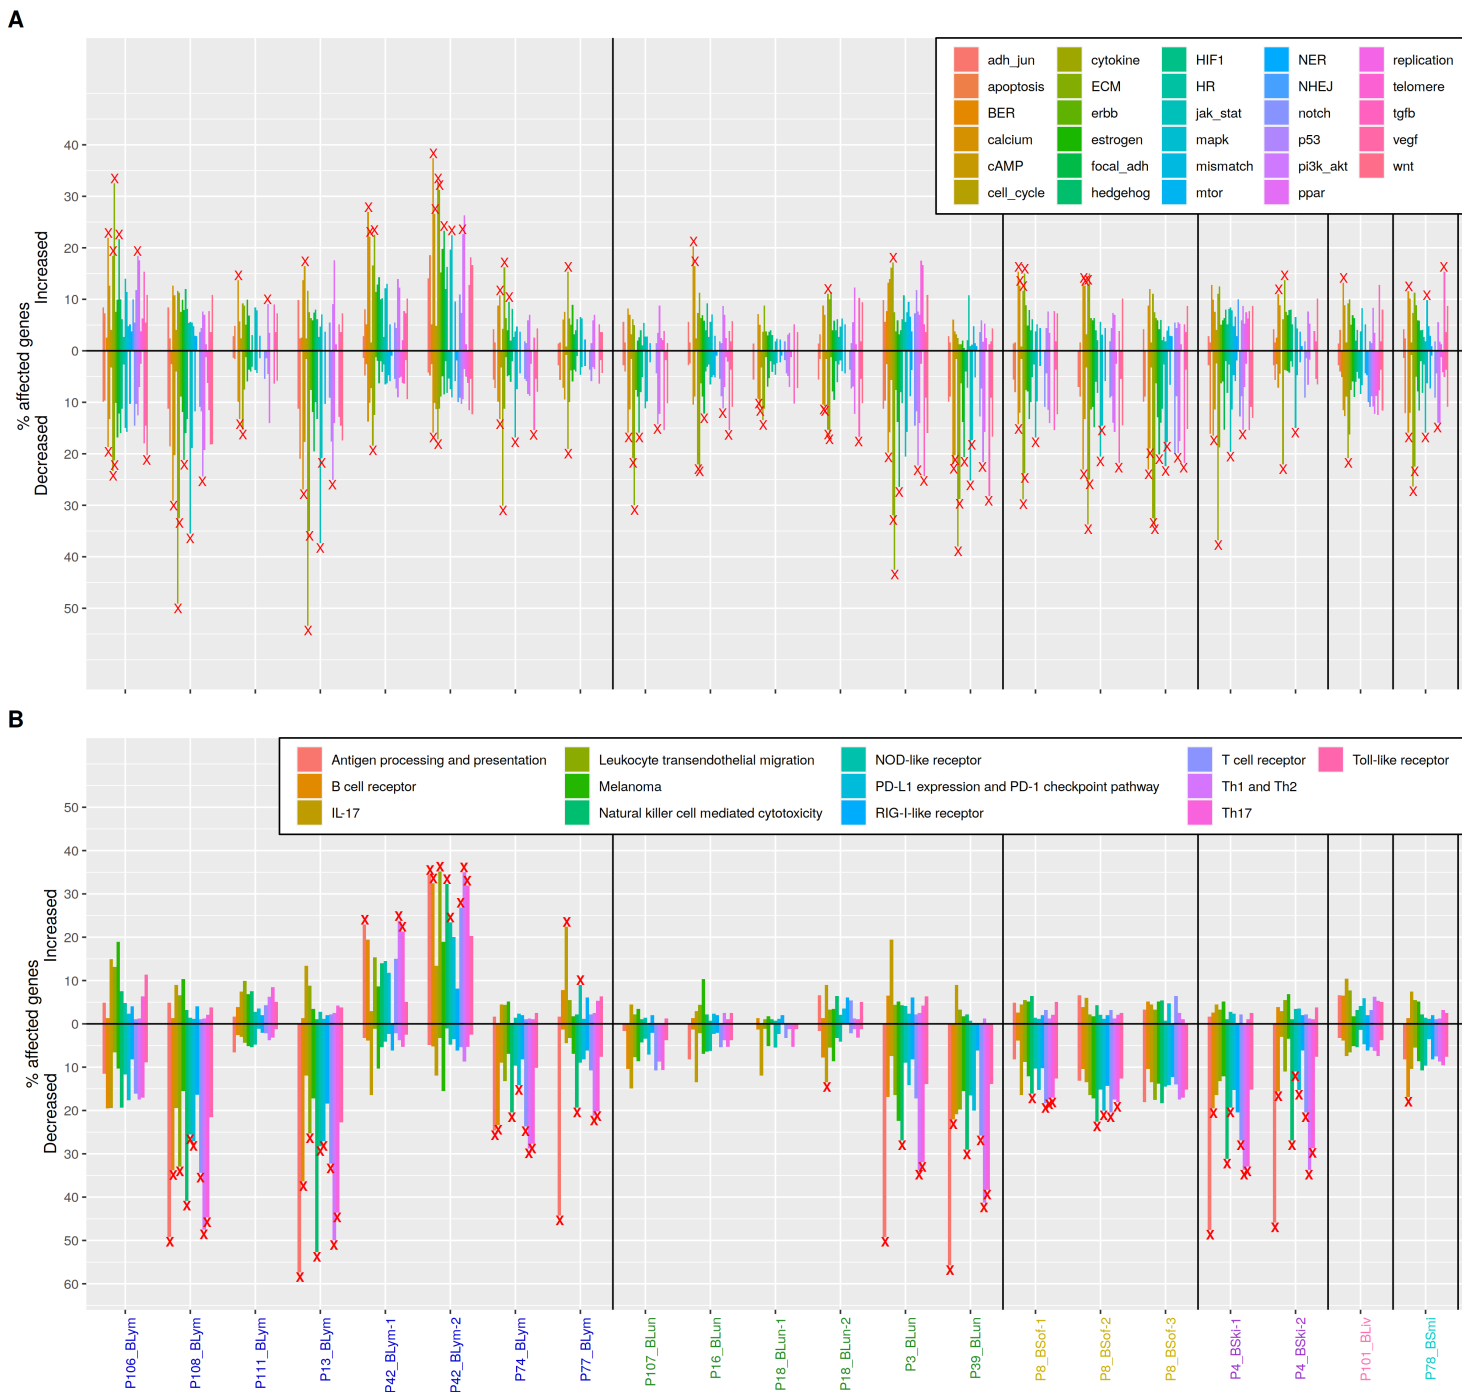 A
adh_jun cytokine HIF1 NER replication
apoptosis ECM HR NHEJ telomere
BER erbb jak_stat notch tgfb
calcium estrogen mapk p53 vegf
cAMP focal_adh mismatch pi3k_akt wnt
cell_cycle hedgehog mtor ppar
% affected genes
Decreased Increased
40
30
20
10
0
10
20
30
40
50
B
Antigen processing and presentation Leukocyte transendothelial migration NOD-like receptor T cell receptor Toll-like receptor
B cell receptor Melanoma PD-L1 expression and PD-1 checkpoint pathway Th1 and Th2
IL-17 Natural killer cell mediated cytotoxicity RIG-I-like receptor Th17
% affected genes
Decreased Increased
50
40
30
20
10
0
10
20
30
40
50
60
P106_BLym
P108_BLym
P111_BLym
P13_BLym
P42_BLym-1
P42_BLym-2
P74_BLym
P77_BLym
P107_BLun
P16_BLun
P18_BLun-1
P18_BLun-2
P3_BLun
P39_BLun
P8_BSof-1
P8_BSof-2
P8_BSof-3
P4_BSki-1
P4_BSki-2
P101_BLiv
P78_BSmi